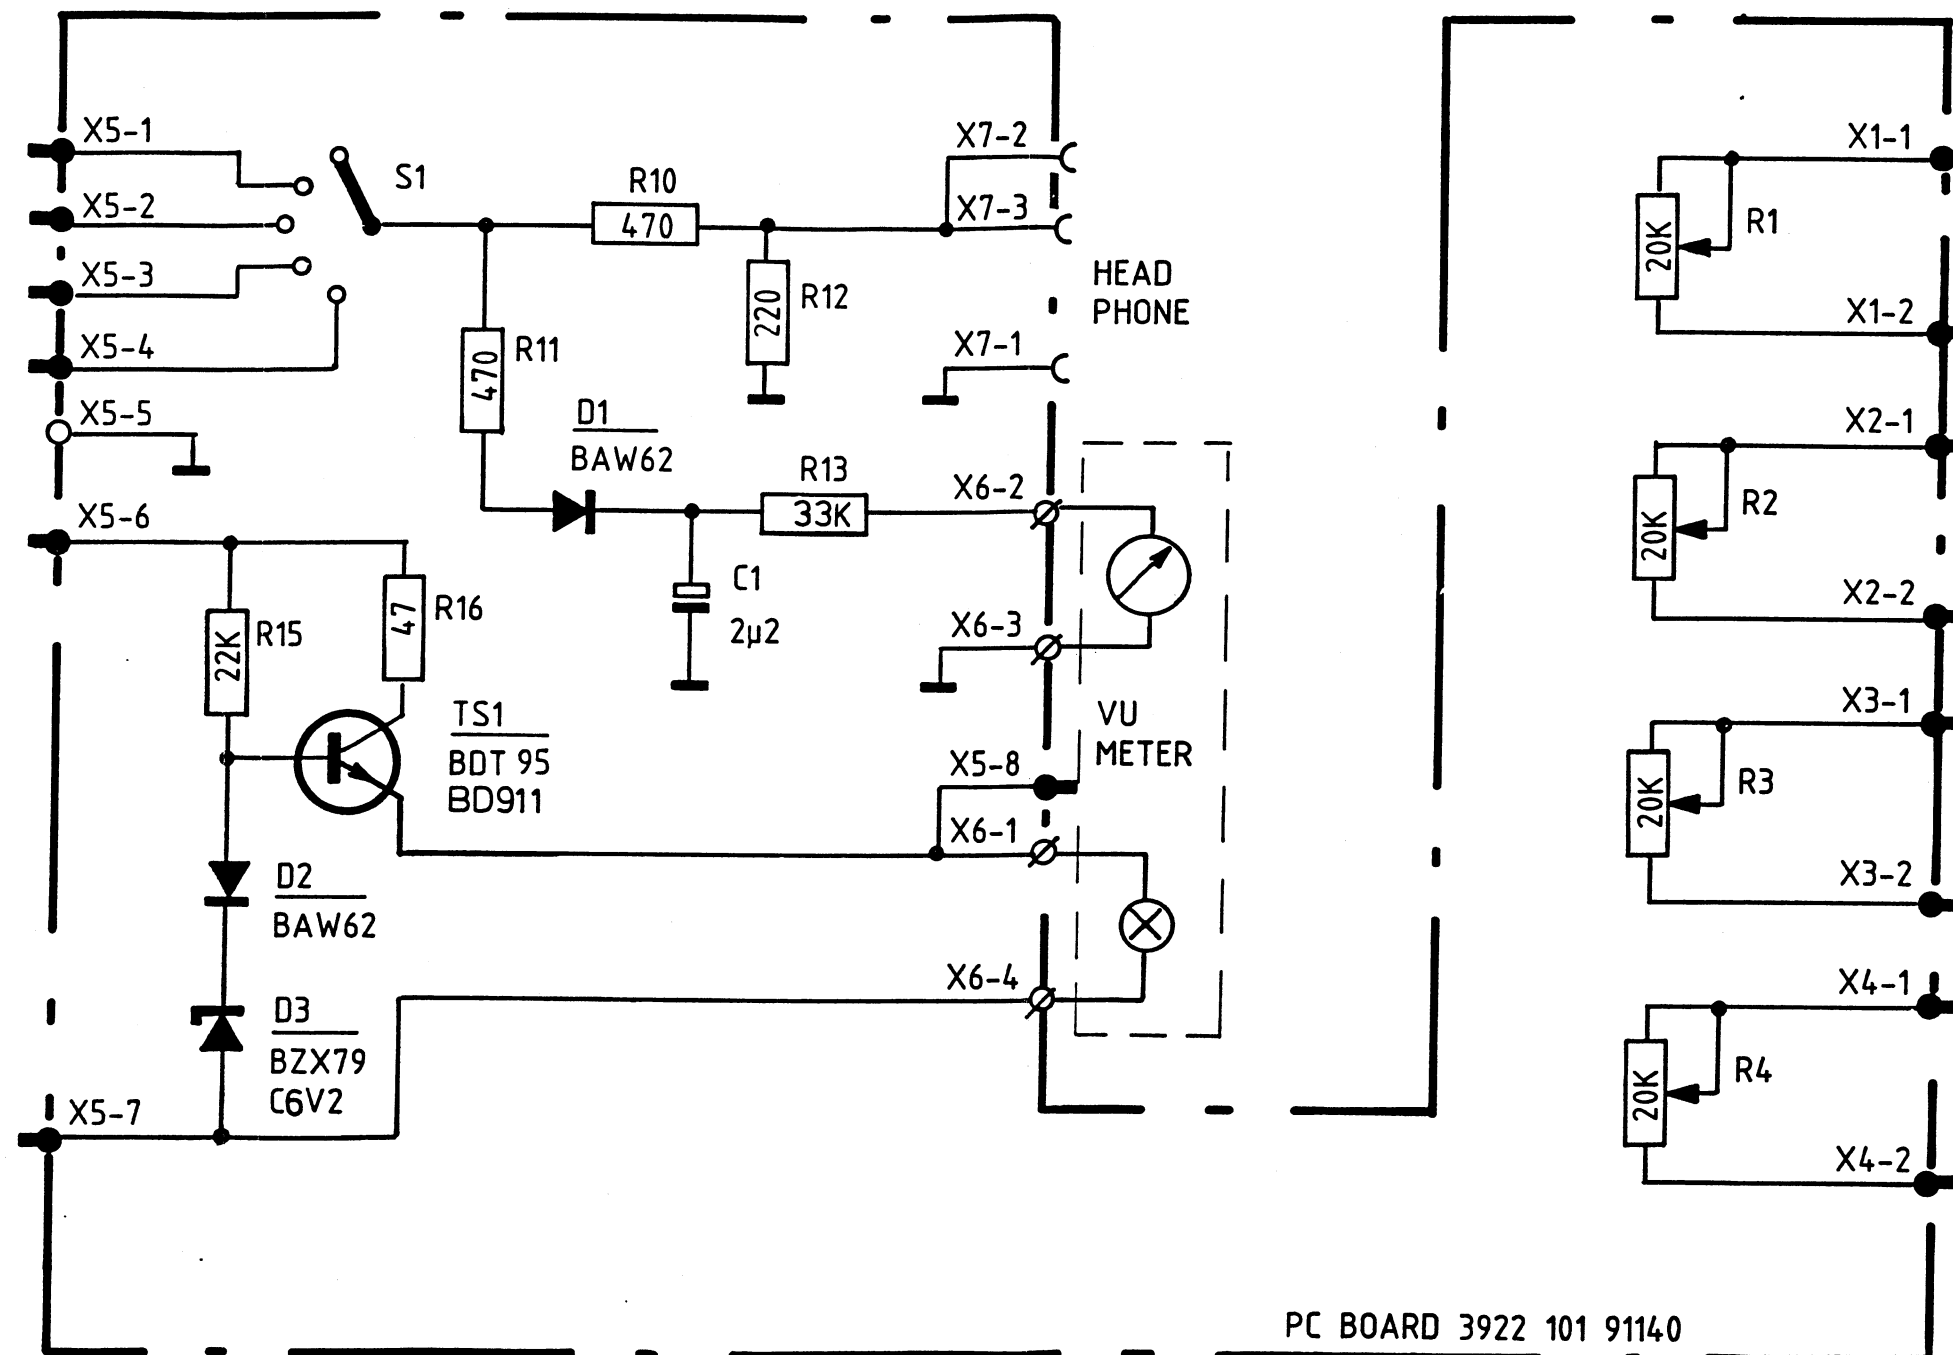 X5-1
X5-2
X5-3
X5-4
X5-5
X5-6
S1
R10
470
X7-2
X7-3
R12
220
HEAD
PHONE
X7-1
R11
470
D1
BAW62
R13
33K
X6-2
C1
2µ2
X6-3
R15
22K
R16
47
TS1
BDT 95
BD911
VU
METER
X5-8
X6-1
D2
BAW62
X6-4
D3
BZX79
C6V2
X5-7
X1-1
R1
20K
X1-2
X2-1
R2
20K
X2-2
X3-1
R3
20K
X3-2
X4-1
R4
20K
X4-2
PC BOARD 3922 101 91140